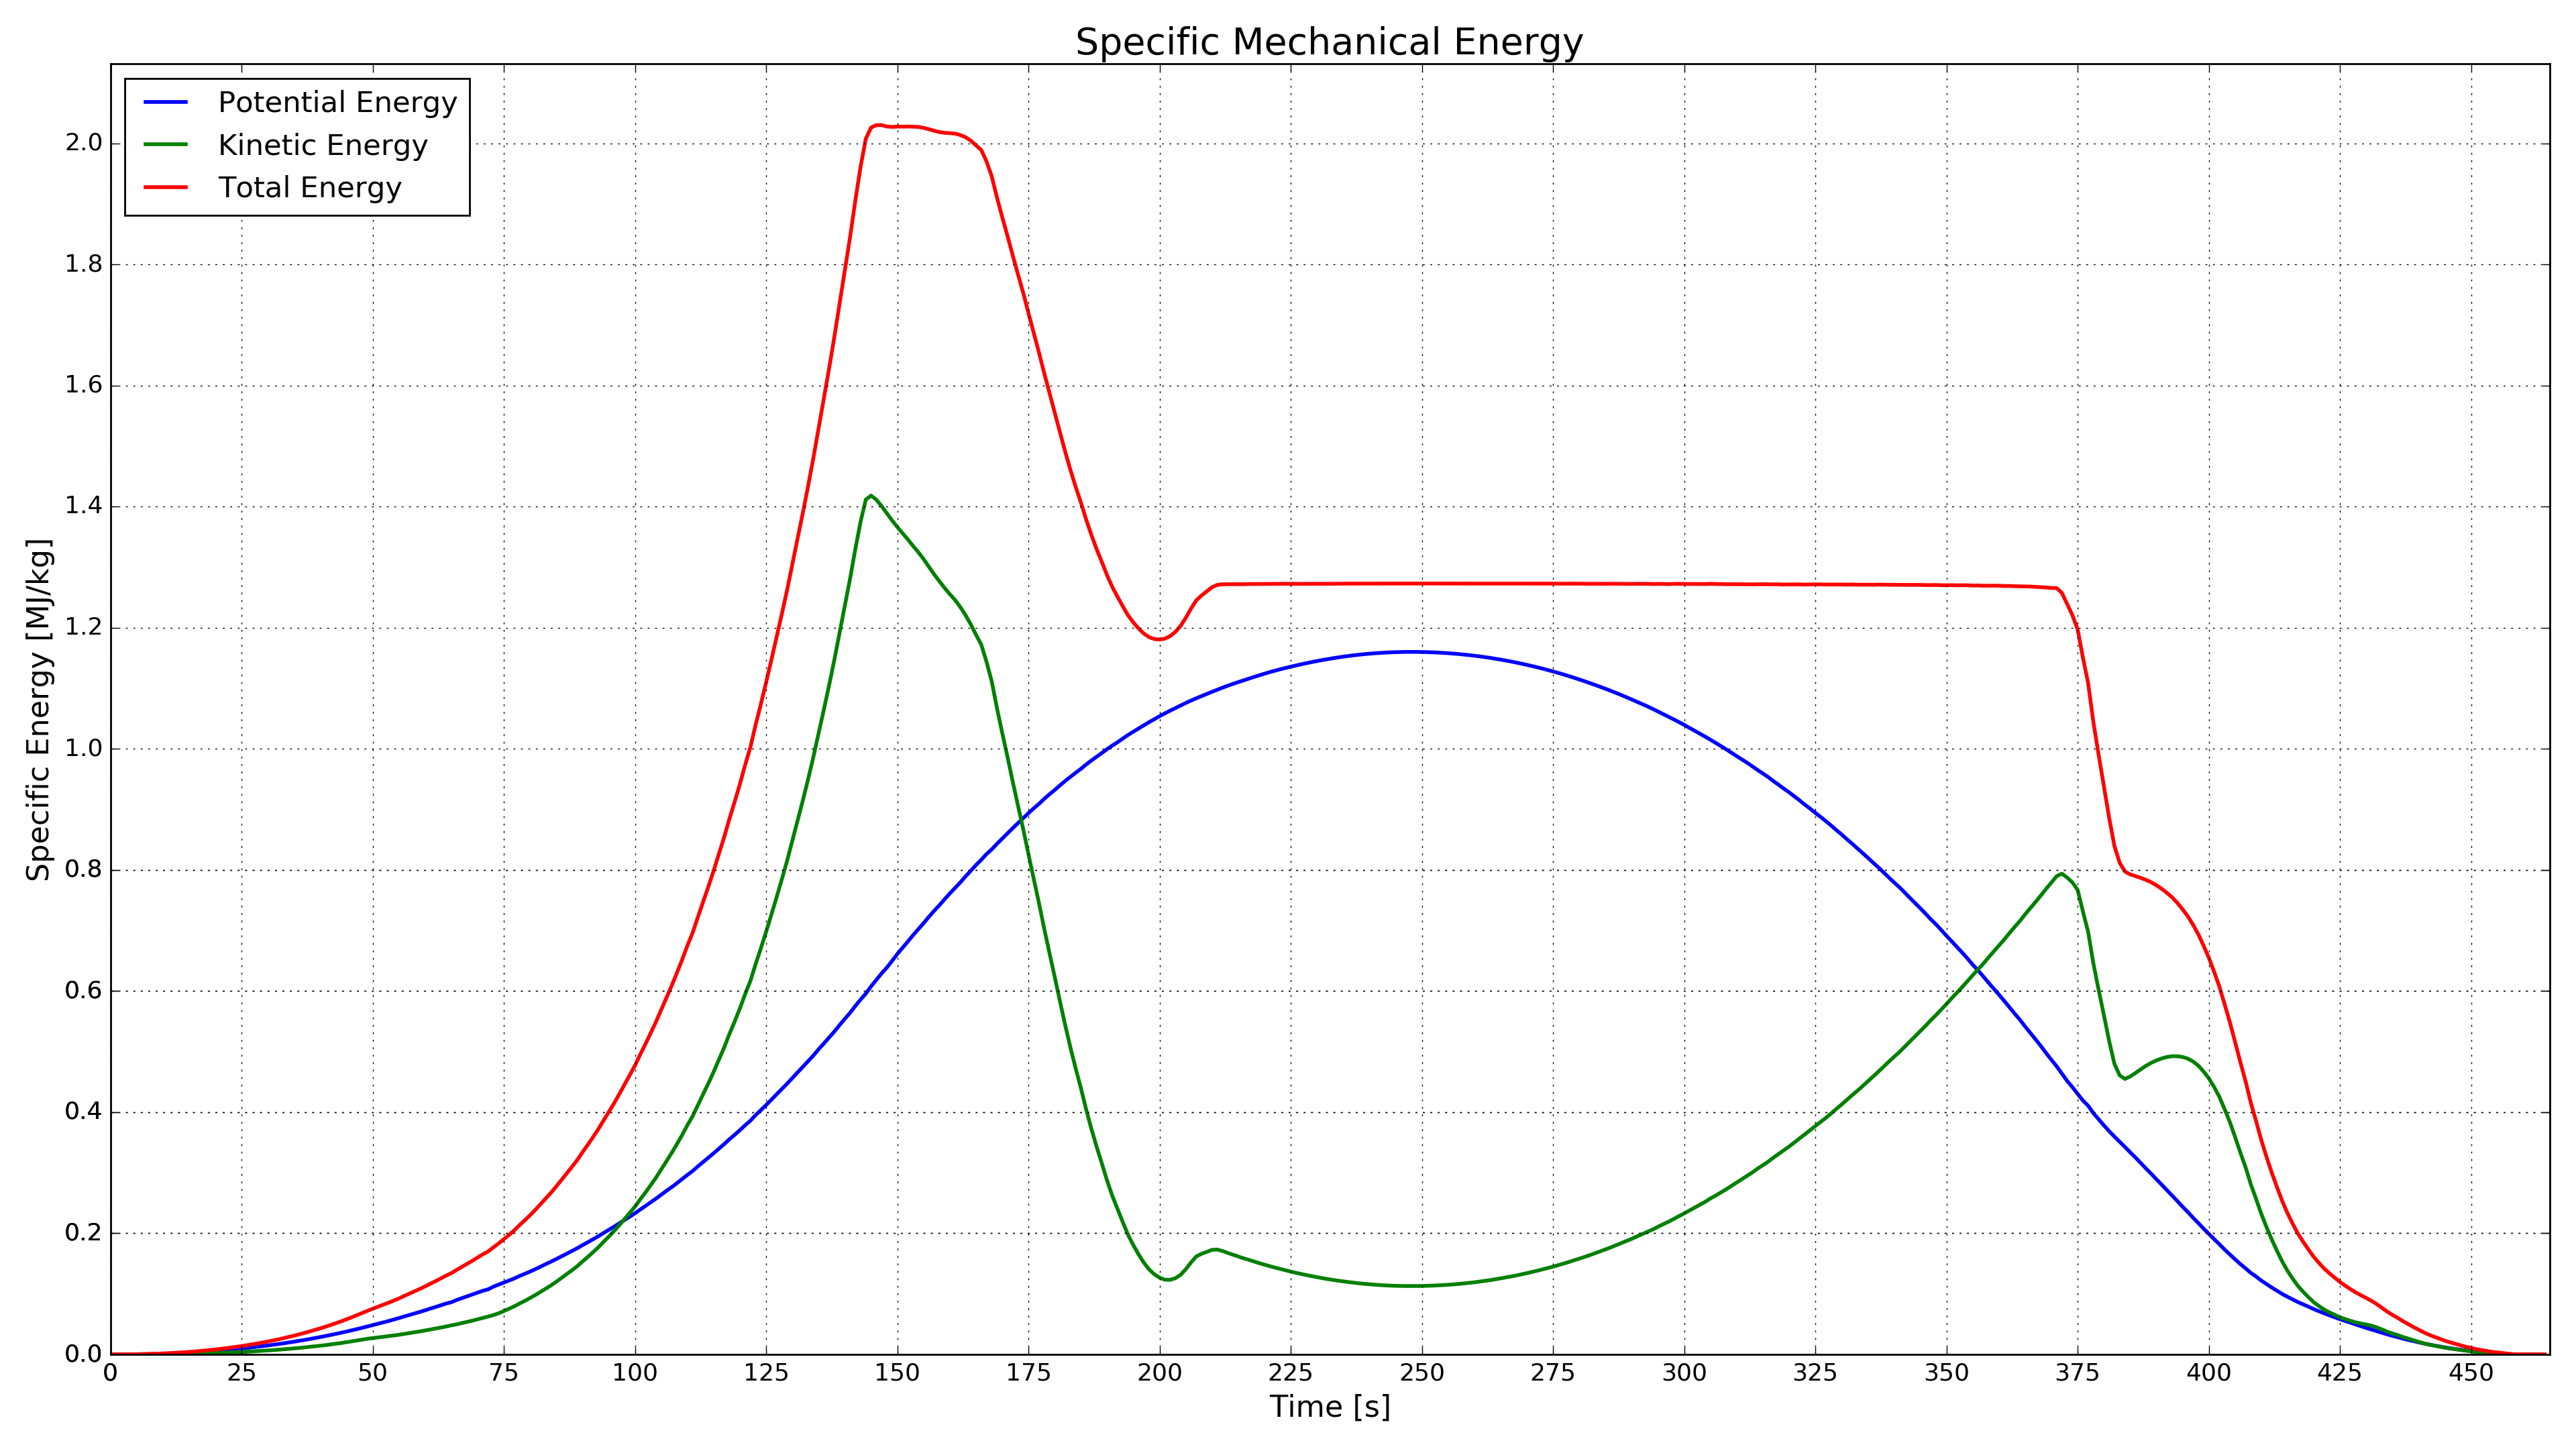 Specific Mechanical Energy
Potential Energy
Kinetic Energy
Total Energy
Specific Energy [MJ/kg]
2.0
1.8
1.6
1.4
1.2
1.0
0.8
0.6
0.4
0.2
0.0
0 25 50 75 100 125 150 175 200 225 250 275 300 325 350 375 400 425 450
Time [s]